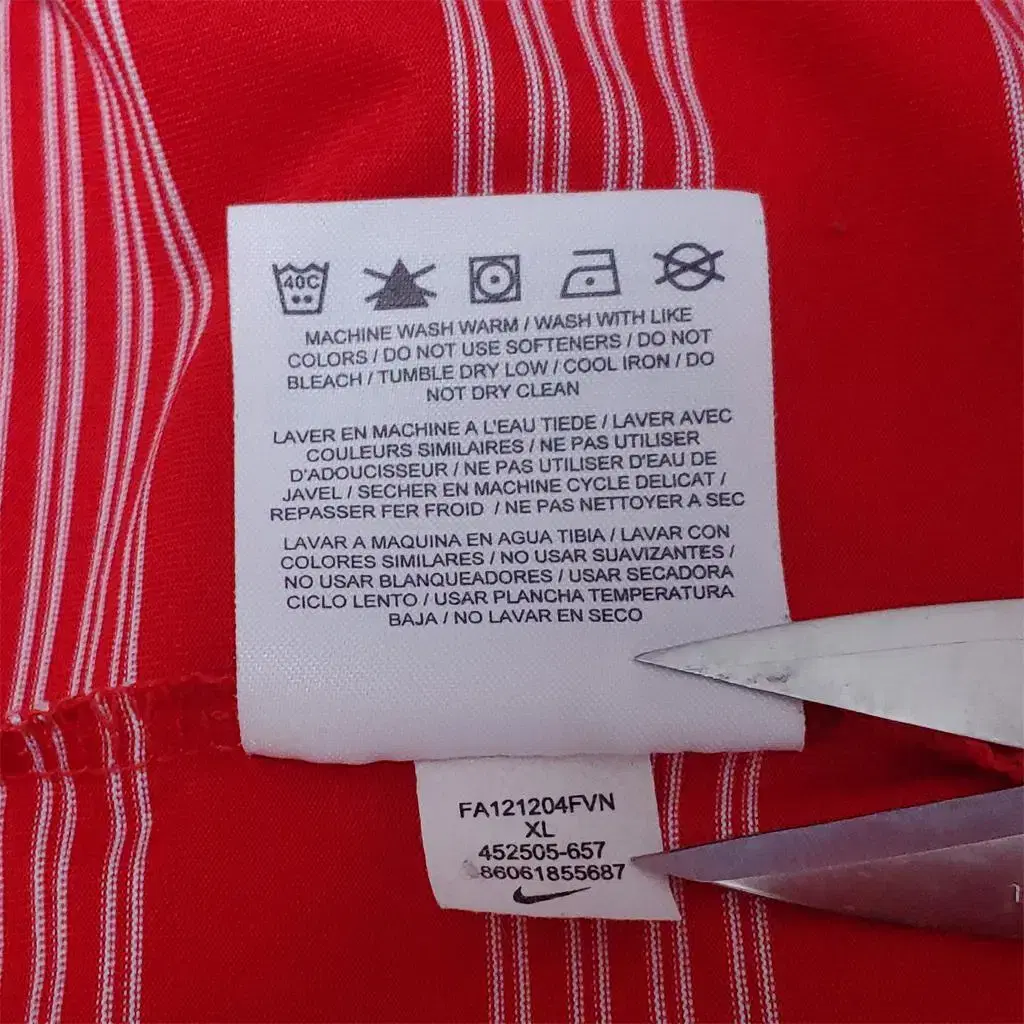 40C
MACHINE WASH WARM / WASH WITH LIKE
COLORS / DO NOT USE SOFTENERS / DO NOT
BLEACH / TUMBLE DRY LOW / COOL IRON / DO
NOT DRY CLEAN
LAVER EN MACHINE A L'EAU TIEDE / LAVER AVEC
COULEURS SIMILAIRES / NE PAS UTILISER
D'ADOUCISSEUR / NE PAS UTILISER D'EAU DE
JAVEL / SECHER EN MACHINE CYCLE DELICAT /
REPASSER FER FROID / NE PAS NETTOYER A SEC
LAVAR A MAQUINA EN AGUA TIBIA / LAVAR CON
COLORES SIMILARES / NO USAR SUAVIZANTES /
NO USAR BLANQUEADORES / USAR SECADORA
CICLO LENTO / USAR PLANCHA TEMPERATURA
BAJA / NO LAVAR EN SECO
FA121204FVN
XL
452505-657
86061855687